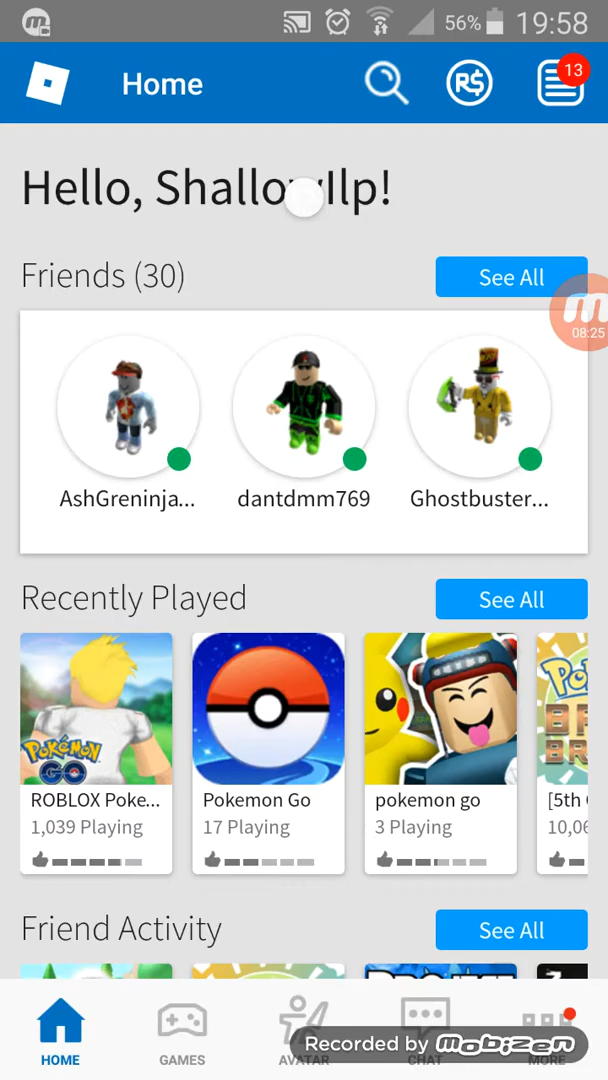 56% 19:58
Home
R$
13
Hello, ShallowIlp!
Friends (30)
See All
08:25
AshGreninja...
dantdmm769
Ghostbuster...
Recently Played
See All
POKÉMON
GO
ROBLOX Poke...
1,039 Playing
Pokemon Go
17 Playing
pokemon go
3 Playing
[5th
10,06
Friend Activity
See All
HOME
GAMES
AVATAR
CHAT
MORE
Recorded by mobizen